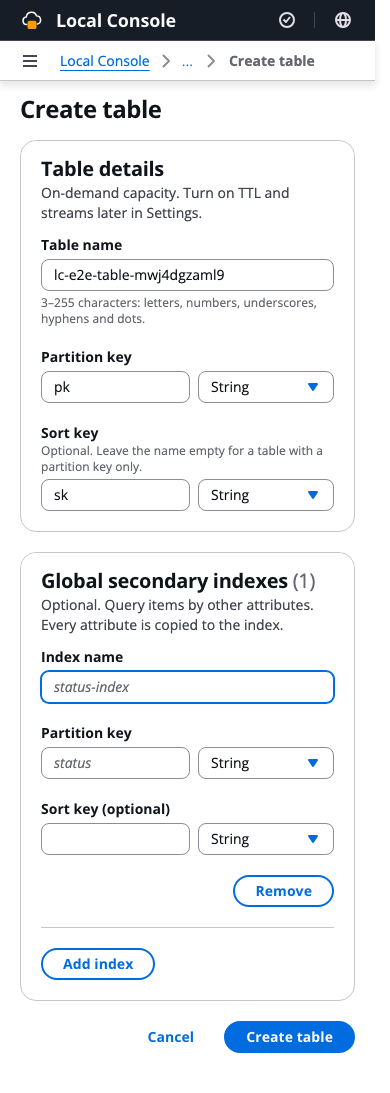 Local Console
Local Console
...
Create table
Create table
Table details
On-demand capacity. Turn on TTL and
streams later in Settings.
Table name
lc-e2e-table-mwj4dgzaml9
3–255 characters: letters, numbers, underscores,
hyphens and dots.
Partition key
pk
String
Sort key
Optional. Leave the name empty for a table with a
partition key only.
sk
String
Global secondary indexes (1)
Optional. Query items by other attributes.
Every attribute is copied to the index.
Index name
status-index
Partition key
status
String
Sort key (optional)
String
Remove
Add index
Cancel
Create table